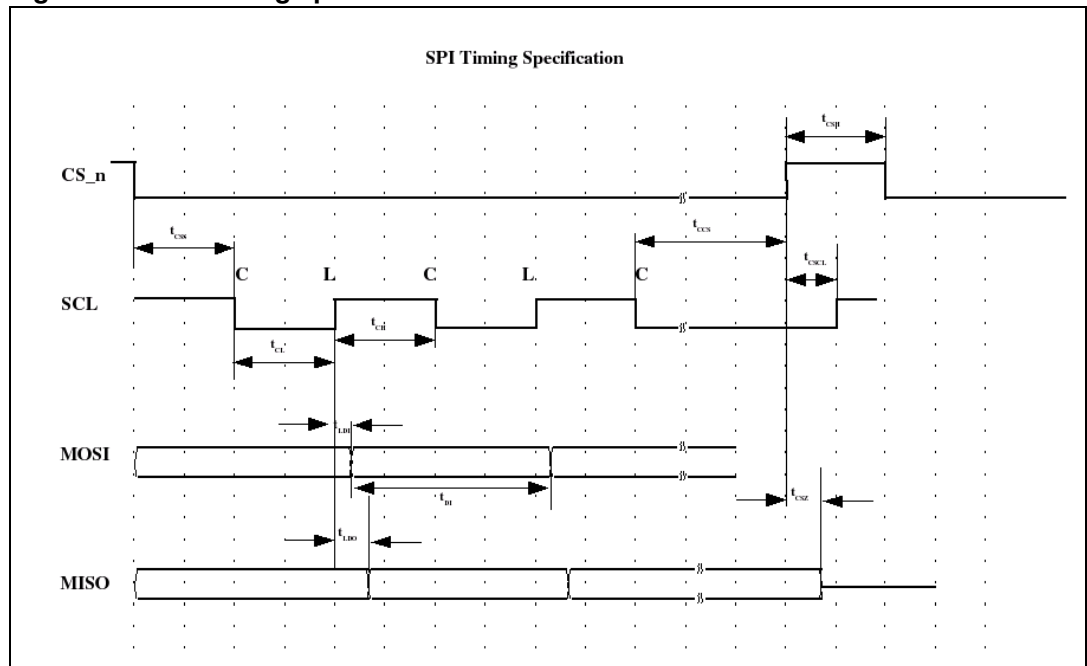 SPI Timing Specification
t_CSH
CS_n
t_CSS
t_CCS
t_CSCL
C L C L C
SCL
t_CH
t_CL
t_LDI
MOSI
t_DI
t_CSZ
t_LDO
MISO